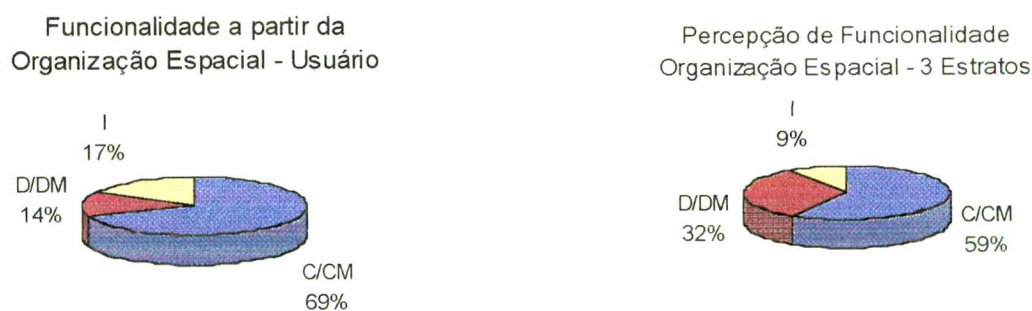 Funcionalidade a partir da
Organização Espacial - Usuário
I
17%
D/DM
14%
C/CM
69%
Percepção de Funcionalidade
Organização Espacial - 3 Estratos
I
9%
D/DM
32%
C/CM
59%